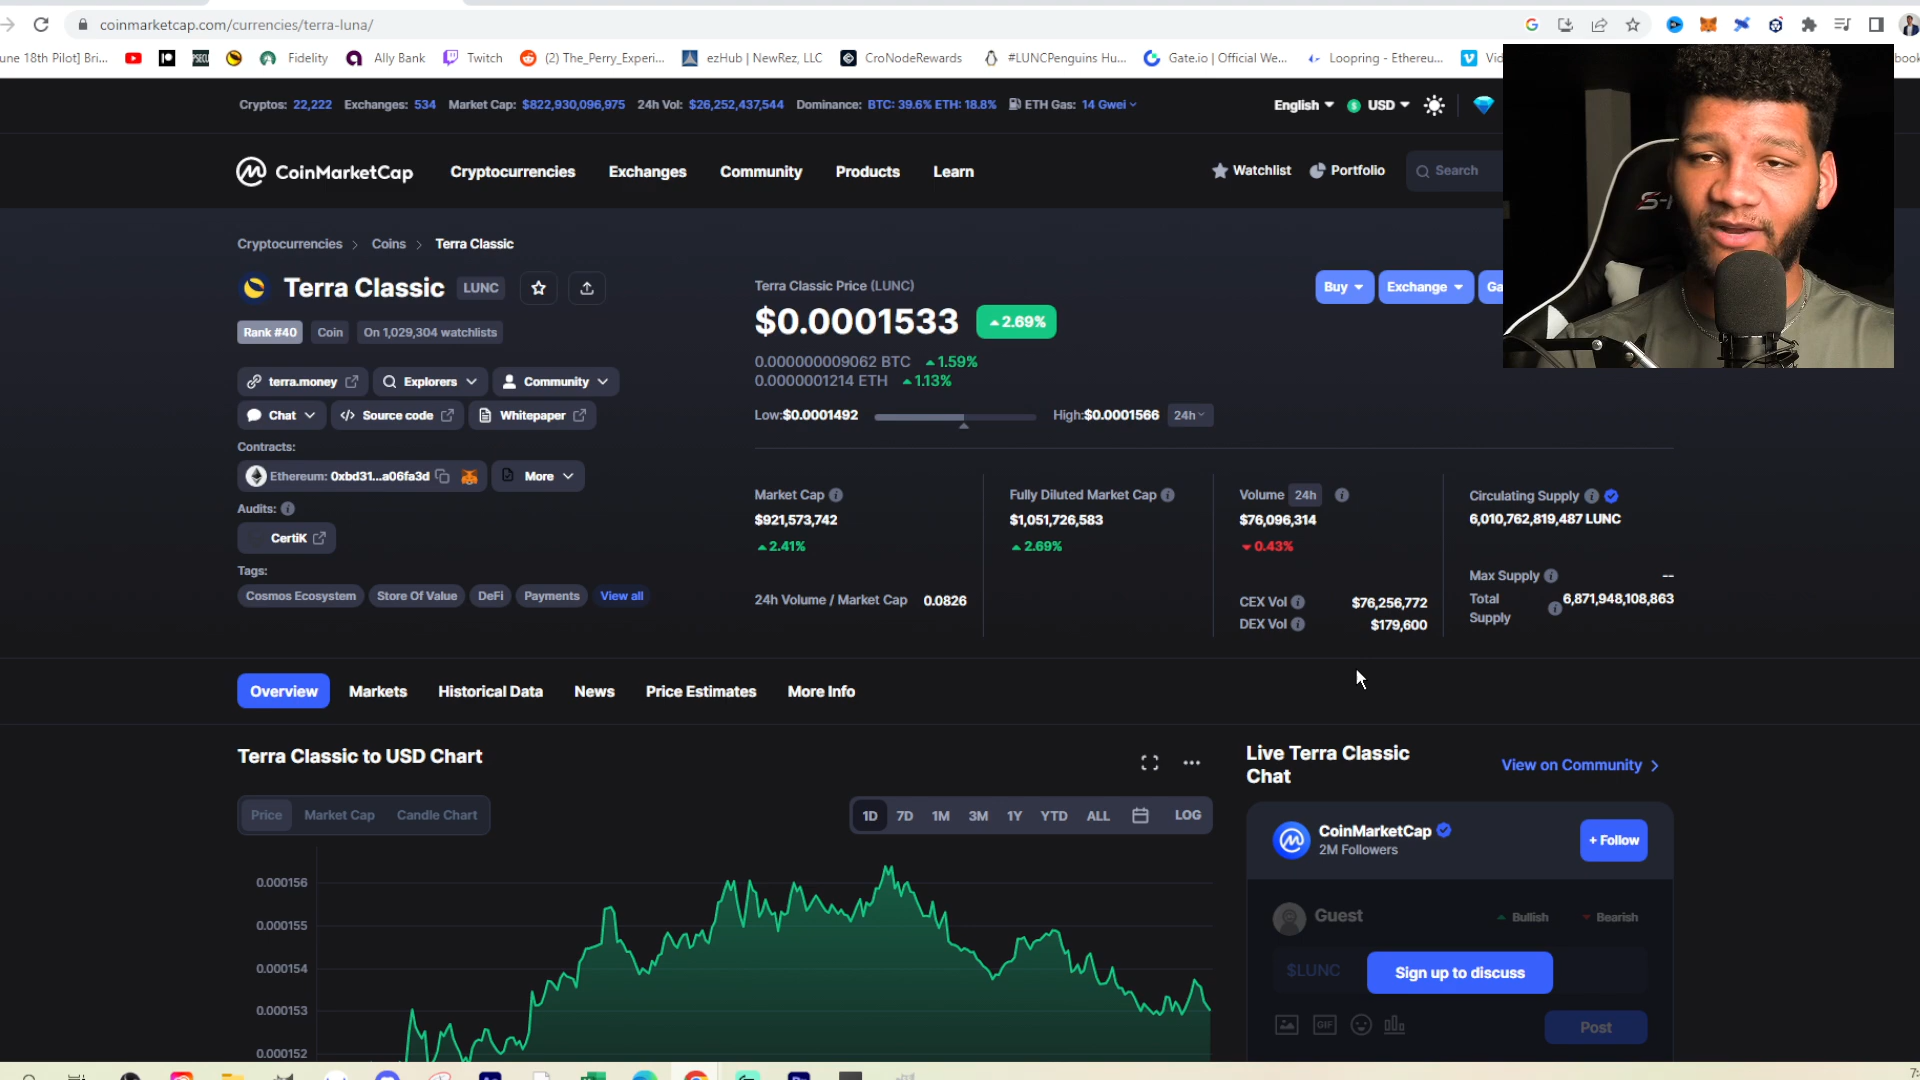 coinmarketcap.com/currencies/terra-luna/
une 18th Pilot] Bri... Fidelity Ally Bank Twitch (2) The_Perry_Experi... ezHub | NewRez, LLC CroNodeRewards #LUNCPenguins Hu... Gate.io | Official We... Loopring - Ethereu... Vid book
Cryptos: 22,222 Exchanges: 534 Market Cap: $822,930,096,975 24h Vol: $26,252,437,544 Dominance: BTC: 39.6% ETH: 18.8% ETH Gas: 14 Gwei English USD
CoinMarketCap Cryptocurrencies Exchanges Community Products Learn Watchlist Portfolio Search
Cryptocurrencies > Coins > Terra Classic
Terra Classic LUNC
Rank #40 Coin On 1,029,304 watchlists
terra.money Explorers Community
Chat Source code Whitepaper
Contracts:
Ethereum: 0xbd31...a06fa3d More
Audits:
CertiK
Tags:
Cosmos Ecosystem Store Of Value DeFi Payments View all
Terra Classic Price (LUNC)
$0.0001533 2.69%
0.000000009062 BTC 1.59%
0.0000001214 ETH 1.13%
Low:$0.0001492 High:$0.0001566 24h
Buy Exchange Ga
Market Cap
$921,573,742
2.41%
24h Volume / Market Cap 0.0826
Fully Diluted Market Cap
$1,051,726,583
2.69%
Volume 24h
$76,096,314
0.43%
CEX Vol $76,256,772
DEX Vol $179,600
Circulating Supply
6,010,762,819,487 LUNC
Max Supply --
Total Supply 6,871,948,108,863
Overview Markets Historical Data News Price Estimates More Info
Terra Classic to USD Chart
Price Market Cap Candle Chart
1D 7D 1M 3M 1Y YTD ALL LOG
0.000156
0.000155
0.000154
0.000153
0.000152
Live Terra Classic
Chat
View on Community >
CoinMarketCap
2M Followers
+ Follow
Guest Bullish Bearish
$LUNC Sign up to discuss
GIF Post